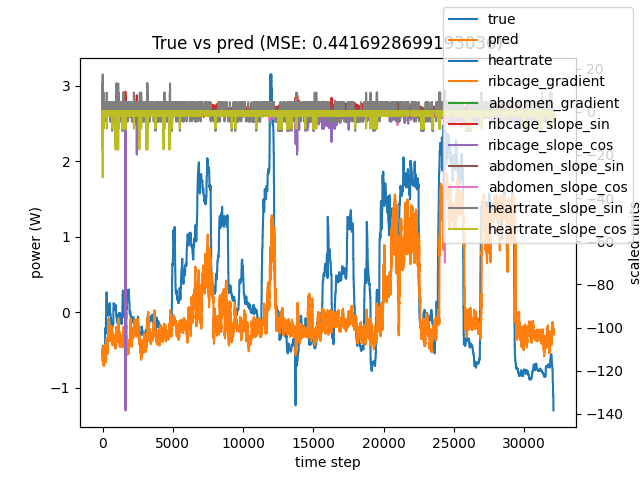 True vs pred (MSE: 0.4416928699193036)
true
pred
heartrate
ribcage_gradient
abdomen_gradient
ribcage_slope_sin
ribcage_slope_cos
abdomen_slope_sin
abdomen_slope_cos
heartrate_slope_sin
heartrate_slope_cos
power (W)
3
2
1
0
−1
20
0
−20
−40
−60
−80
−100
−120
−140
scaled units
0
5000
10000
15000
20000
25000
30000
time step